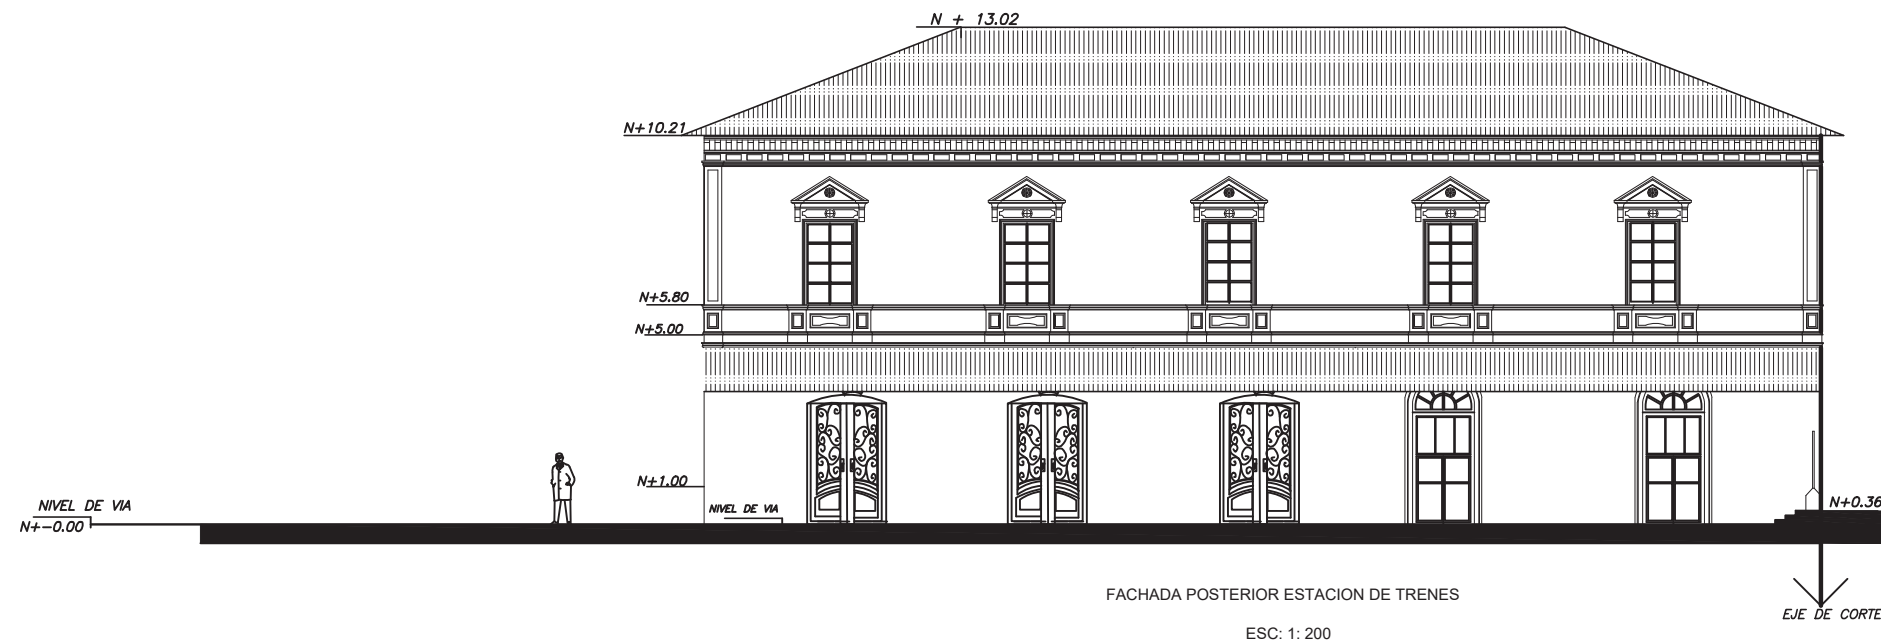 N + 13.02
N+10.21
N+5.80
N+5.00
N+1.00
NIVEL DE VIA
NIVEL DE VIA
N+0.36
N+-0.00
FACHADA POSTERIOR ESTACION DE TRENES
EJE DE CORTE
ESC: 1: 200